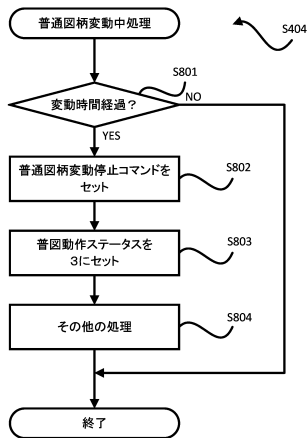 普通図柄変動中処理
S404
S801
変動時間経過?
NO
YES
普通図柄変動停止コマンドを
セット
S802
普図動作ステータスを
3にセット
S803
その他の処理
S804
終了